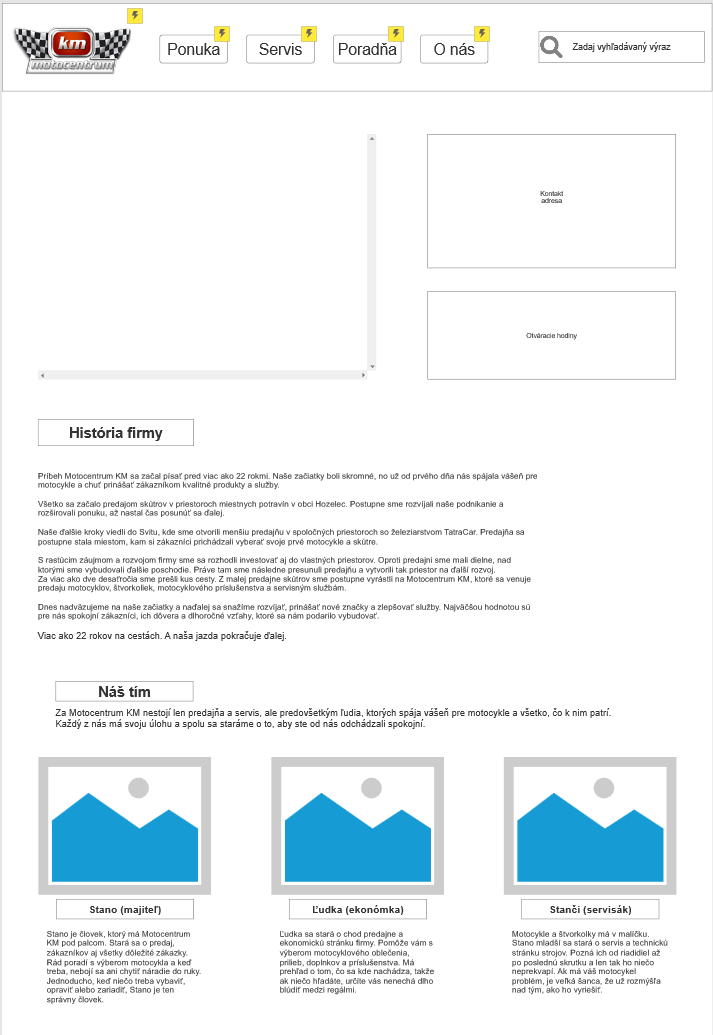 km
motocentrum
Ponuka
Servis
Poradňa
O nás
Zadaj vyhľadávaný výraz
Kontakt
adresa
Otváracie hodiny
História firmy
Príbeh Motocentrum KM sa začal písať pred viac ako 22 rokmi. Naše začiatky boli skromné, no už od prvého dňa nás spájala vášeň pre
motocykle a chuť prinášať zákazníkom kvalitné produkty a služby.
Všetko sa začalo predajom skútrov v priestoroch miestnych potravín v obci Hozelec. Postupne sme rozvíjali naše podnikanie a
rozširovali ponuku, až nastal čas posunúť sa ďalej.
Naše ďalšie kroky viedli do Svitu, kde sme otvorili menšiu predajňu v spoločných priestoroch so železiarstvom TatraCar. Predajňa sa
postupne stala miestom, kam si zákazníci prichádzali vyberať svoje prvé motocykle a skútre.
S rastúcim záujmom a rozvojom firmy sme sa rozhodli investovať aj do vlastných priestorov. Oproti predajni sme mali dielne, nad
ktorými sme vybudovali ďalšie poschodie. Práve tam sme následne presunuli predajňu a vytvorili tak priestor na ďalší rozvoj.
Za viac ako dve desaťročia sme prešli kus cesty. Z malej predajne skútrov sme postupne vyrástli na Motocentrum KM, ktoré sa venuje
predaju motocyklov, štvorkoliek, motocyklového príslušenstva a servisným službám.
Dnes nadväzujeme na naše začiatky a naďalej sa snažíme rozvíjať, prinášať nové značky a zlepšovať služby. Najväčšou hodnotou sú
pre nás spokojní zákazníci, ich dôvera a dlhoročné vzťahy, ktoré sa nám podarilo vybudovať.
Viac ako 22 rokov na cestách. A naša jazda pokračuje ďalej.
Náš tím
Za Motocentrum KM nestojí len predajňa a servis, ale predovšetkým ľudia, ktorých spája vášeň pre motocykle a všetko, čo k nim patrí.
Každý z nás má svoju úlohu a spolu sa staráme o to, aby ste od nás odchádzali spokojní.
Stano (majiteľ)
Stano je človek, ktorý má Motocentrum
KM pod palcom. Stará sa o predaj,
zákazníkov aj všetky dôležité zákazky.
Rád poradí s výberom motocykla a keď
treba, nebojí sa ani chytiť náradie do ruky.
Jednoducho, keď niečo treba vybaviť,
opraviť alebo zariadiť, Stano je ten
správny človek.
Ľudka (ekonómka)
Ľudka sa stará o chod predajne a
ekonomickú stránku firmy. Pomôže vám s
výberom motocyklového oblečenia,
prilieb, doplnkov a príslušenstva. Má
prehľad o tom, čo sa kde nachádza, takže
ak niečo hľadáte, určite vás nenechá dlho
blúdiť medzi regálmi.
Stanči (servisák)
Motocykle a štvorkolky má v malíčku.
Stano mladší sa stará o servis a technickú
stránku strojov. Pozná ich od riadidiel až
po poslednú skrutku a len tak ho niečo
neprekvapí. Ak má váš motocykel
problém, je veľká šanca, že už rozmýšľa
nad tým, ako ho vyriešiť.